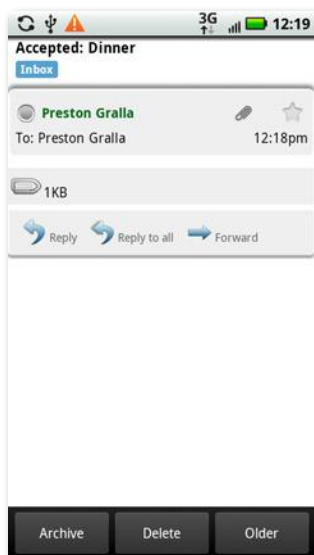 3G 12:19
Accepted: Dinner
Inbox
Preston Gralla
To: Preston Gralla 12:18pm
1KB
Reply Reply to all Forward
Archive Delete Older